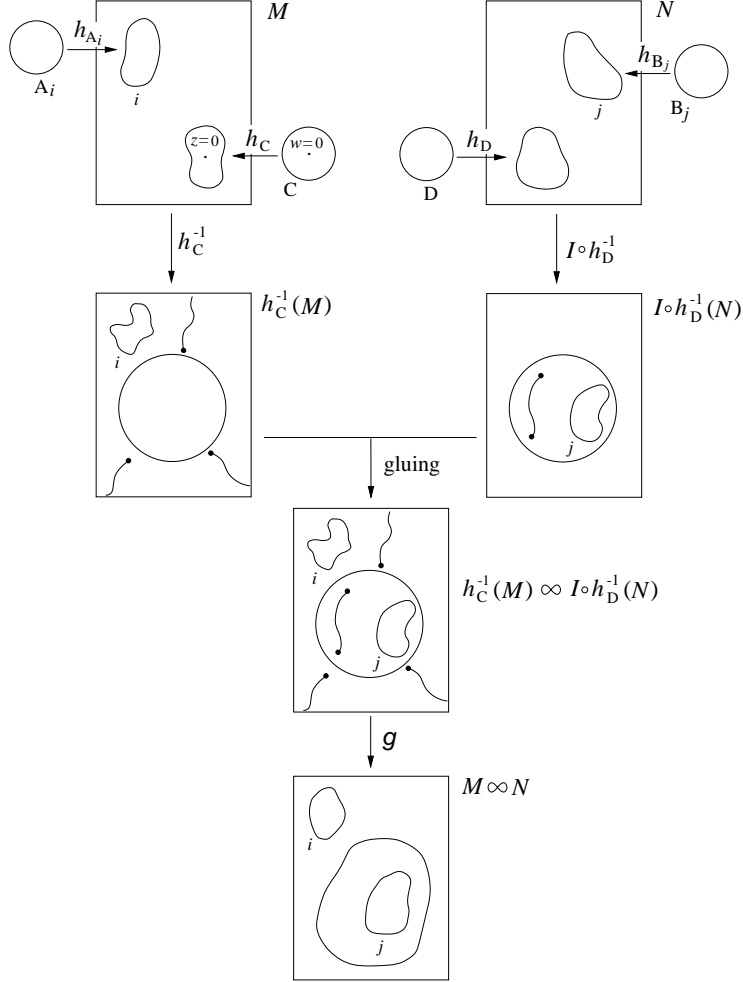 M
N
h_{A_i}
A_i
i
h_{B_j}
B_j
j
z=0
h_C
w=0
C
D
h_D
h_C^{-1}
I∘h_D^{-1}
h_C^{-1}(M)
I∘h_D^{-1}(N)
i
j
gluing
i
j
h_C^{-1}(M) ∞ I∘h_D^{-1}(N)
g
M∞N
i
j